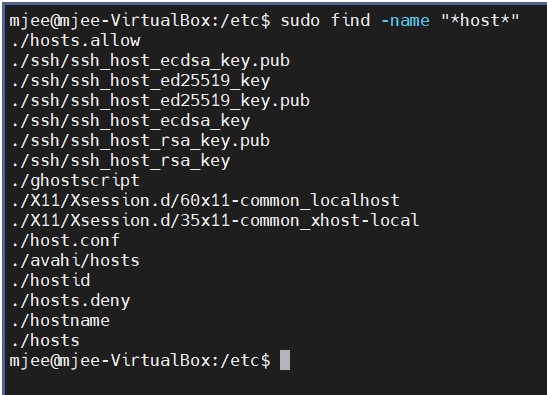 mjee@mjee-VirtualBox:/etc$ sudo find -name "*host*"
./hosts.allow
./ssh/ssh_host_ecdsa_key.pub
./ssh/ssh_host_ed25519_key
./ssh/ssh_host_ed25519_key.pub
./ssh/ssh_host_ecdsa_key
./ssh/ssh_host_rsa_key.pub
./ssh/ssh_host_rsa_key
./ghostscript
./X11/Xsession.d/60x11-common_localhost
./X11/Xsession.d/35x11-common_xhost-local
./host.conf
./avahi/hosts
./hostid
./hosts.deny
./hostname
./hosts
mjee@mjee-VirtualBox:/etc$